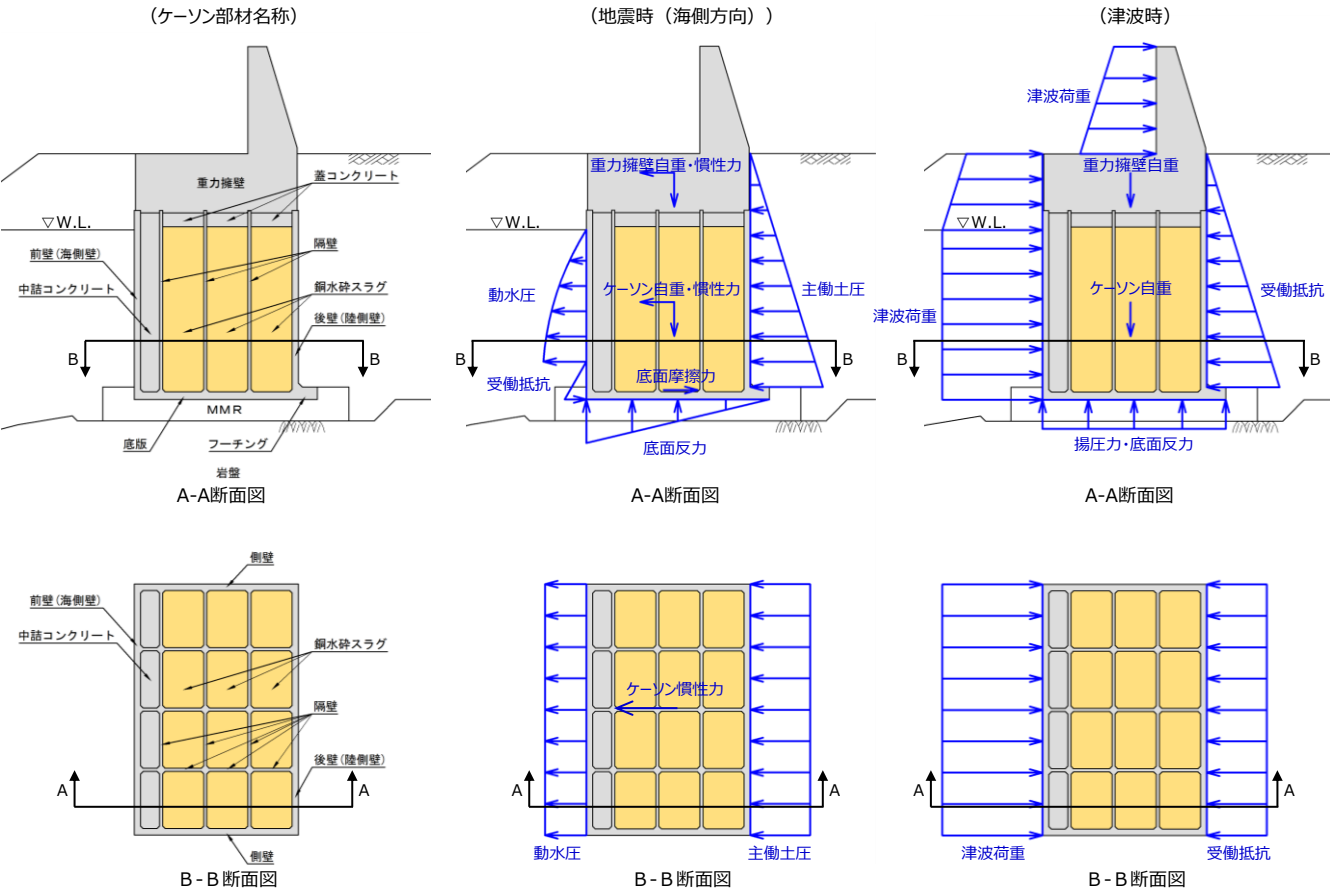 （ケーソン部材名称）
重力擁壁
蓋コンクリート
▽W.L.
前壁(海側壁)
隔壁
中詰コンクリート
銅水砕スラグ
後壁(陸側壁)
B
B
MMR
底版
フーチング
岩盤
A-A断面図
（地震時（海側方向））
重力擁壁自重・慣性力
▽W.L.
動水圧
ケーソン自重・慣性力
主働土圧
B
B
受働抵抗
底面摩擦力
底面反力
A-A断面図
（津波時）
津波荷重
重力擁壁自重
▽W.L.
ケーソン自重
受働抵抗
津波荷重
B
B
揚圧力・底面反力
A-A断面図
側壁
前壁(海側壁)
中詰コンクリート
銅水砕スラグ
隔壁
後壁(陸側壁)
A
A
側壁
B-B断面図
ケーソン慣性力
A
A
動水圧
主働土圧
B-B断面図
A
A
津波荷重
受働抵抗
B-B断面図